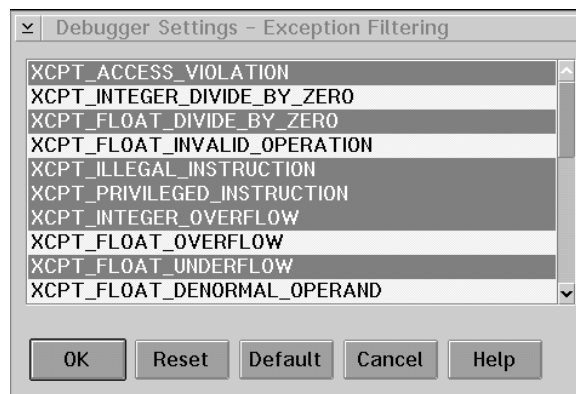 Debugger Settings – Exception Filtering
XCPT_ACCESS_VIOLATION
XCPT_INTEGER_DIVIDE_BY_ZERO
XCPT_FLOAT_DIVIDE_BY_ZERO
XCPT_FLOAT_INVALID_OPERATION
XCPT_ILLEGAL_INSTRUCTION
XCPT_PRIVILEGED_INSTRUCTION
XCPT_INTEGER_OVERFLOW
XCPT_FLOAT_OVERFLOW
XCPT_FLOAT_UNDERFLOW
XCPT_FLOAT_DENORMAL_OPERAND
OK Reset Default Cancel Help